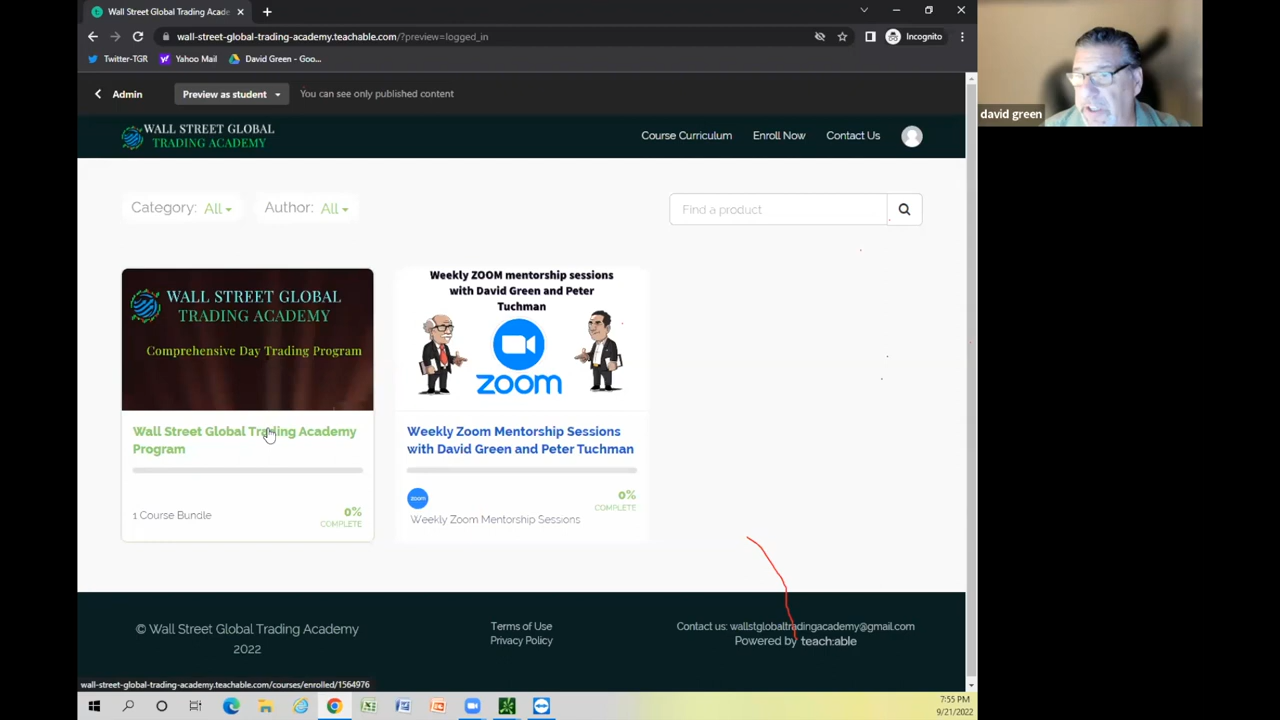 Wall Street Global Trading Acade
wall-street-global-trading-academy.teachable.com/?preview=logged_in
Incognito
Twitter-TGR
Yahoo Mail
David Green - Goo...
Admin
Preview as student
You can see only published content
david green
WALL STREET GLOBAL
TRADING ACADEMY
Course Curriculum
Enroll Now
Contact Us
Category: All
Author: All
Find a product
WALL STREET GLOBAL
TRADING ACADEMY
Comprehensive Day Trading Program
Wall Street Global Trading Academy
Program
1 Course Bundle
0%
COMPLETE
Weekly ZOOM mentorship sessions
with David Green and Peter
Tuchman
zoom
Weekly Zoom Mentorship Sessions
with David Green and Peter Tuchman
zoom
Weekly Zoom Mentorship Sessions
0%
COMPLETE
© Wall Street Global Trading Academy
2022
Terms of Use
Privacy Policy
Contact us: wallstglobaltradingacademy@gmail.com
Powered by teach:able
wall-street-global-trading-academy.teachable.com/courses/enrolled/1564976
7:55 PM
9/21/2022